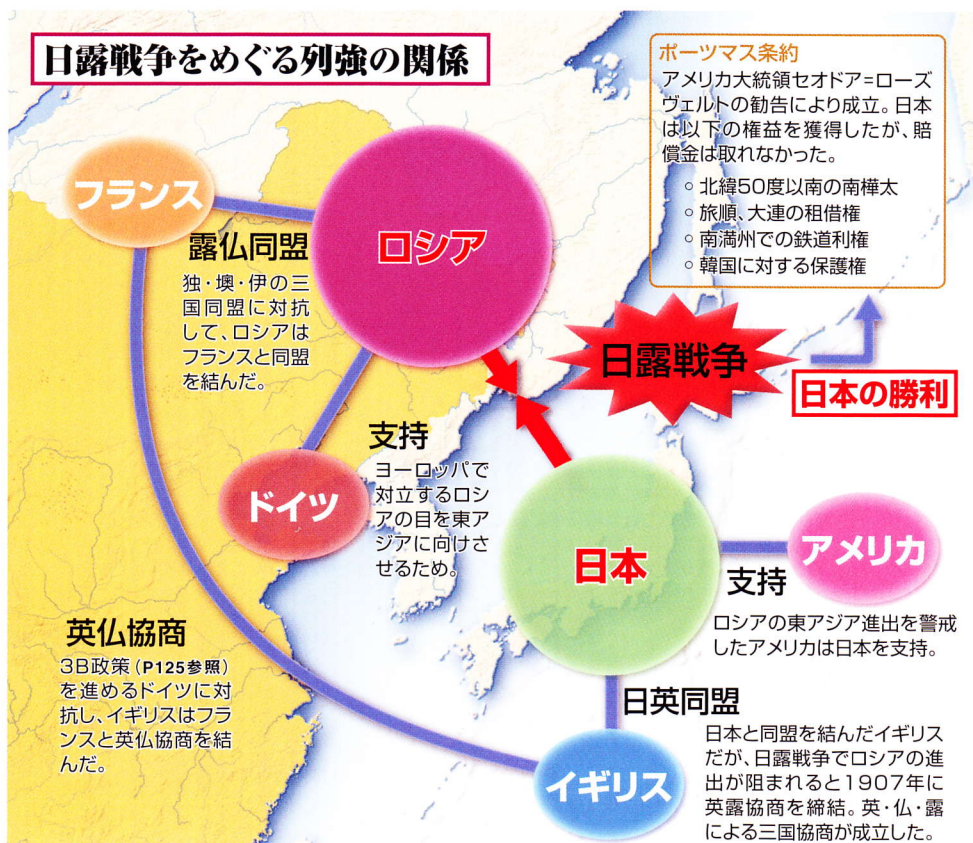 日露戦争をめぐる列強の関係
ポーツマス条約
アメリカ大統領セオドア=ローズ
ヴェルトの勧告により成立。日本
は以下の権益を獲得したが、賠
償金は取れなかった。
○北緯50度以南の南樺太
○旅順、大連の租借権
○南満州での鉄道利権
○韓国に対する保護権
フランス
ロシア
露仏同盟
独・墺・伊の三
国同盟に対抗
して、ロシアは
フランスと同盟
を結んだ。
日露戦争
日本の勝利
支持
ヨーロッパで
対立するロシ
アの目を東ア
ジアに向けさ
せるため。
ドイツ
日本
アメリカ
支持
ロシアの東アジア進出を警戒
したアメリカは日本を支持。
英仏協商
3B政策(P125参照)
を進めるドイツに対
抗し、イギリスはフラ
ンスと英仏協商を結
んだ。
日英同盟
日本と同盟を結んだイギリス
だが、日露戦争でロシアの進
出が阻まれると1907年に
英露協商を締結。英・仏・露
による三国協商が成立した。
イギリス